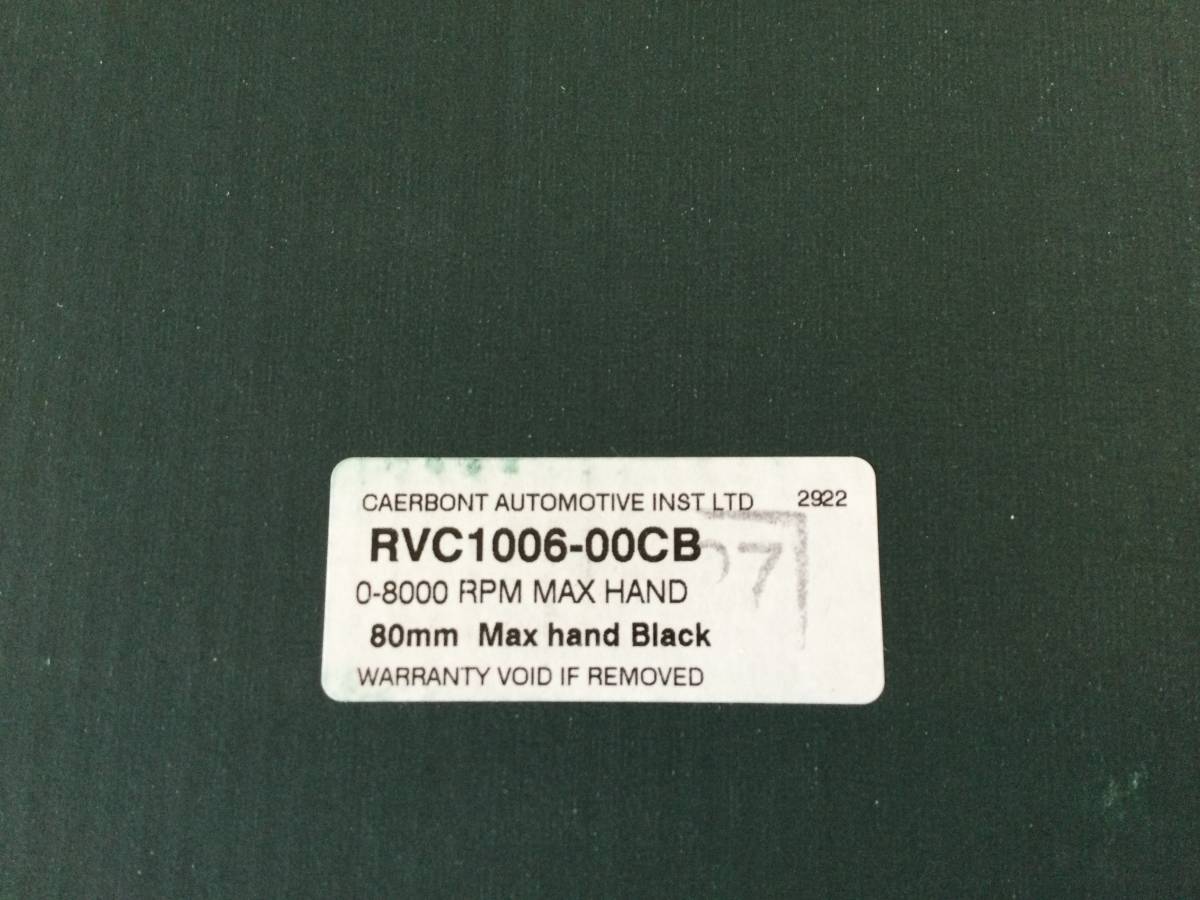 CAERBONT AUTOMOTIVE INST LTD 2922
RVC1006-00CB
0-8000 RPM MAX HAND
80mm Max hand Black
WARRANTY VOID IF REMOVED